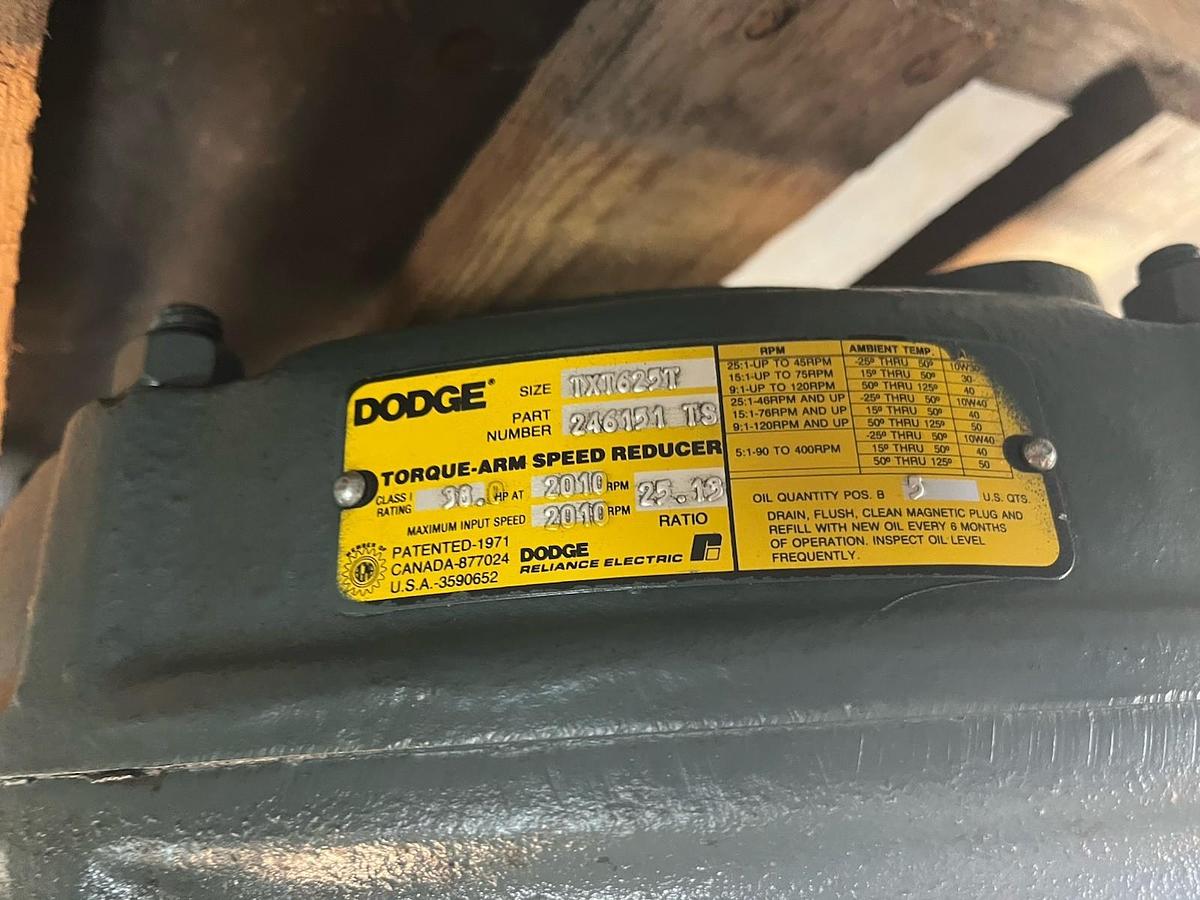 DODGE®
SIZE TXT625T
PART NUMBER 246151 TS
TORQUE-ARM SPEED REDUCER
CLASS I RATING HP AT 2010 RPM 25.13 RATIO
MAXIMUM INPUT SPEED 2010 RPM
MEMBER OF
PATENTED-1971
CANADA-877024
U.S.A.-3590652
DODGE
RELIANCE ELECTRIC
RPM AMBIENT TEMP.
25:1-UP TO 45RPM -25º THRU 50º 10W30
15:1-UP TO 75RPM 15º THRU 50º 30
9:1-UP TO 120RPM 50º THRU 125º 40
25:1-46RPM AND UP -25º THRU 50º 10W40
15:1-76RPM AND UP 15º THRU 50º 40
9:1-120RPM AND UP 50º THRU 125º 50
5:1-90 TO 400RPM -25º THRU 50º 10W40
15º THRU 50º 40
50º THRU 125º 50
OIL QUANTITY POS. B U.S. QTS.
DRAIN, FLUSH, CLEAN MAGNETIC PLUG AND
REFILL WITH NEW OIL EVERY 6 MONTHS
OF OPERATION. INSPECT OIL LEVEL
FREQUENTLY.